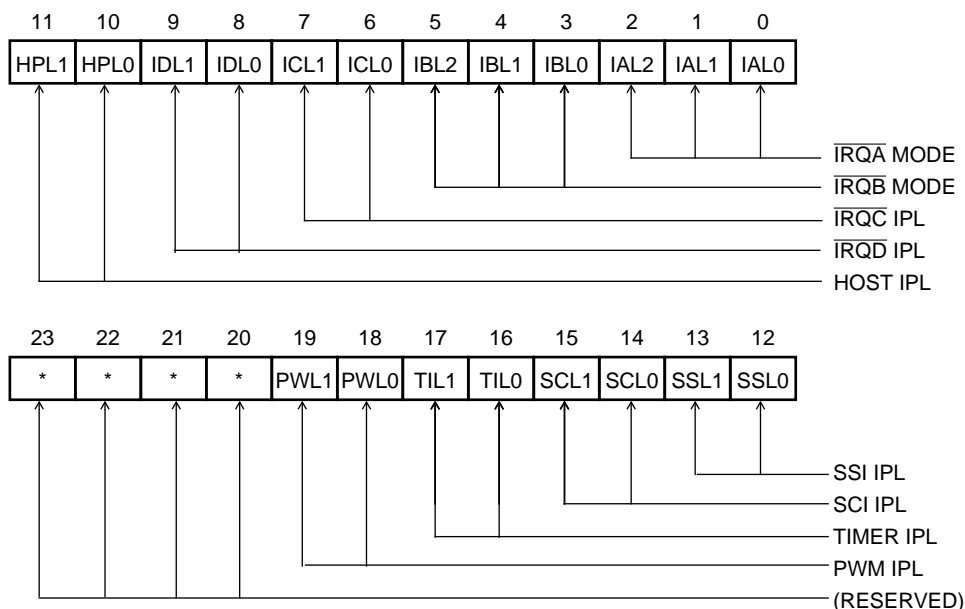 11 10 9 8 7 6 5 4 3 2 1 0
HPL1 HPL0 IDL1 IDL0 ICL1 ICL0 IBL2 IBL1 IBL0 IAL2 IAL1 IAL0
IRQA MODE
IRQB MODE
IRQC IPL
IRQD IPL
HOST IPL
23 22 21 20 19 18 17 16 15 14 13 12
* * * * PWL1 PWL0 TIL1 TIL0 SCL1 SCL0 SSL1 SSL0
SSI IPL
SCI IPL
TIMER IPL
PWM IPL
(RESERVED)